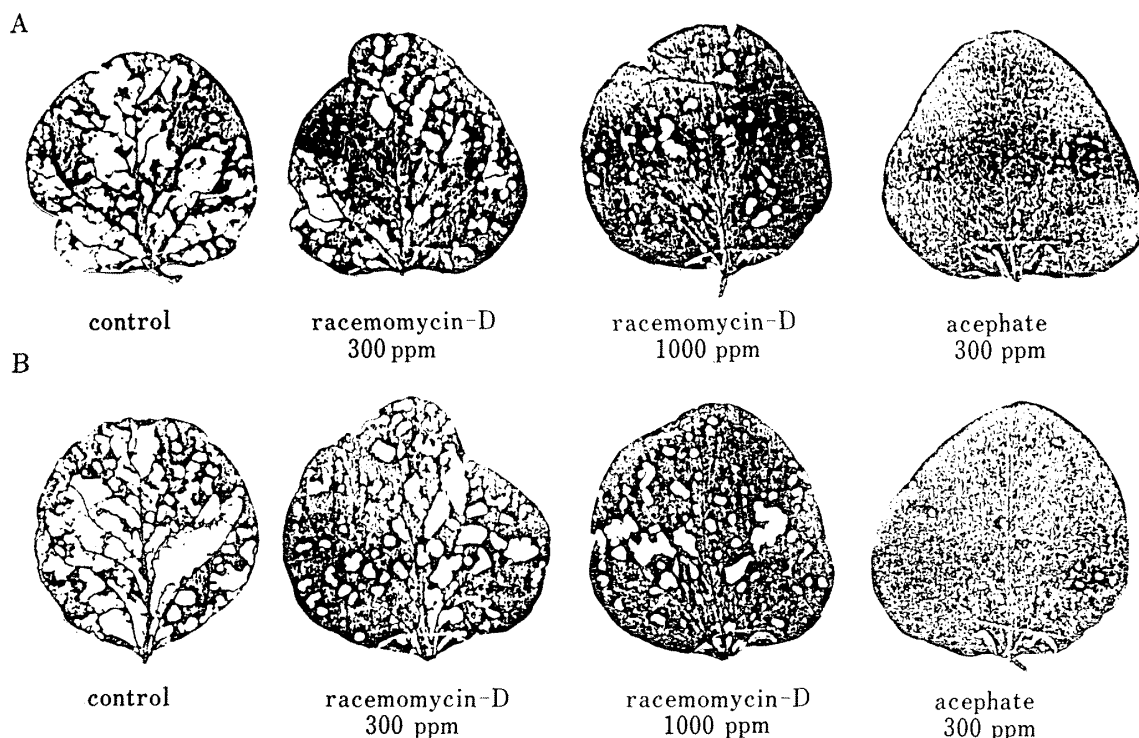 A
control
racemomycin-D
300 ppm
racemomycin-D
1000 ppm
acephate
300 ppm
B
control
racemomycin-D
300 ppm
racemomycin-D
1000 ppm
acephate
300 ppm